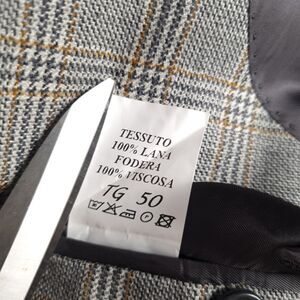 TESSUTO
100% LANA
FODERA
100% VISCOSA
TG 50